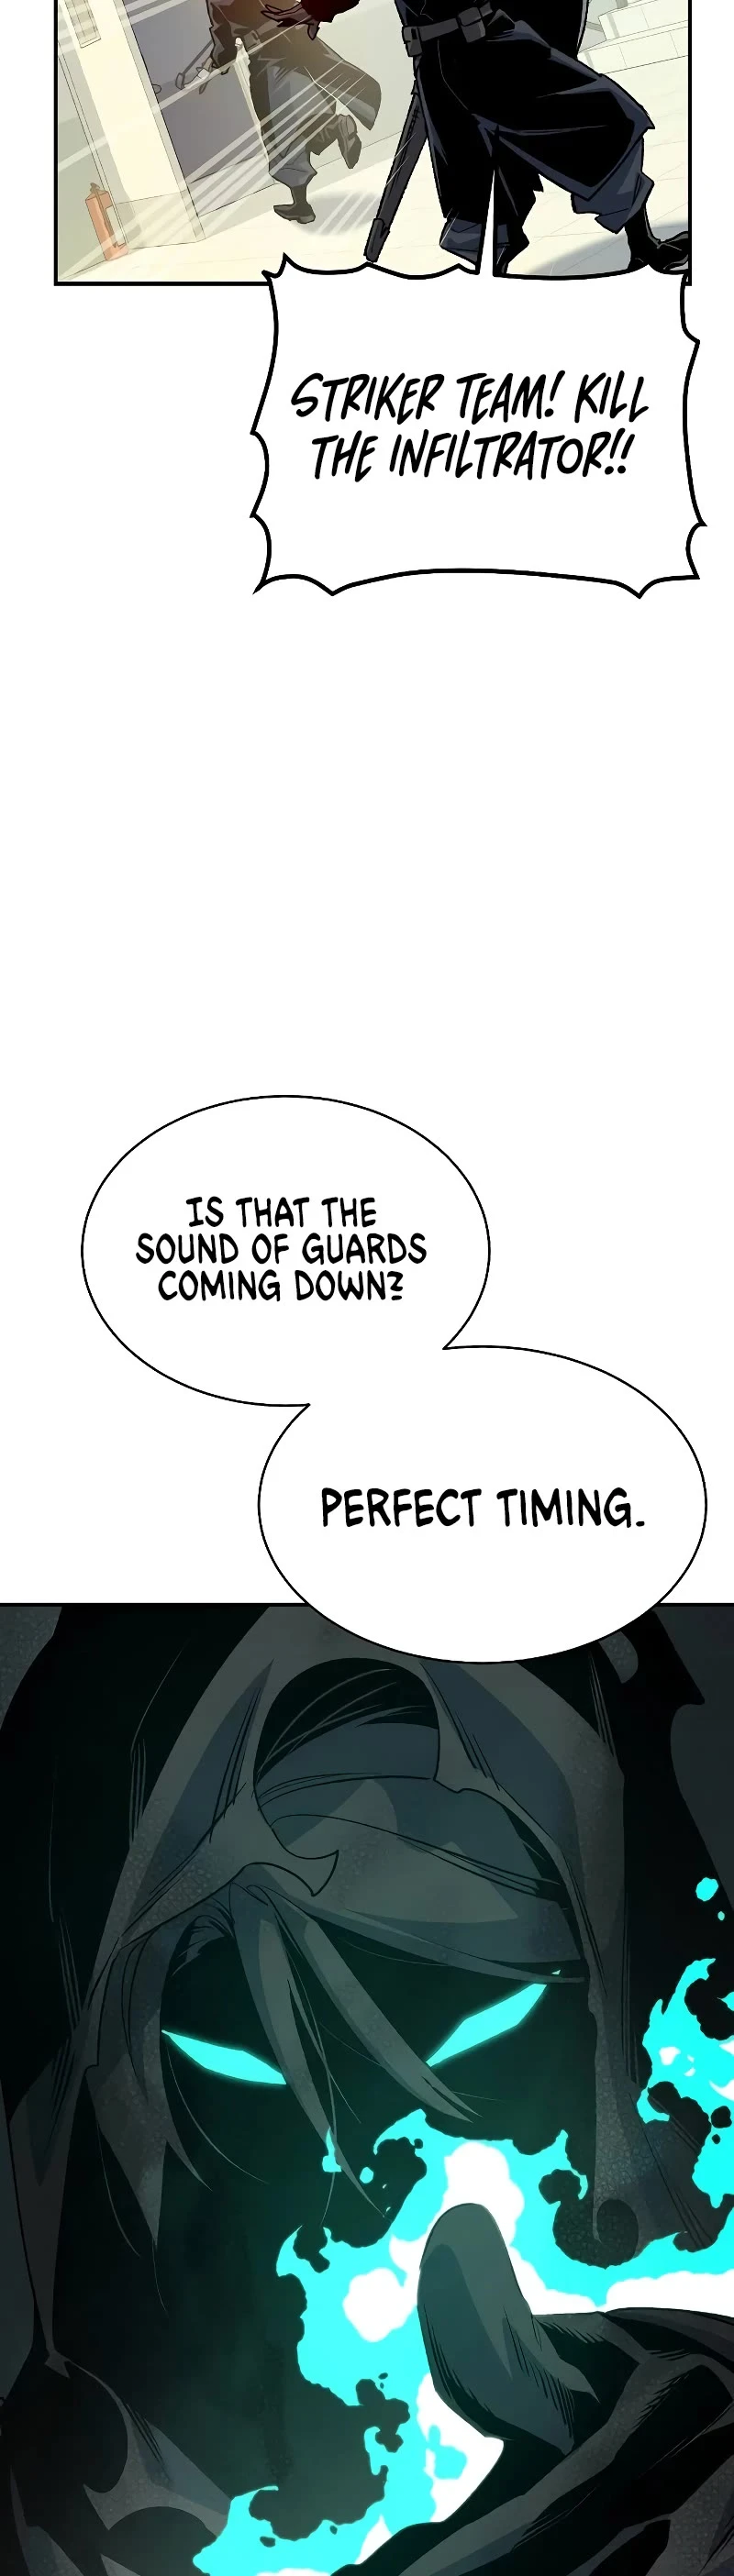 STRIKER TEAM! KILL
THE INFILTRATOR!!
IS THAT THE
SOUND OF GUARDS
COMING DOWN?
PERFECT TIMING.